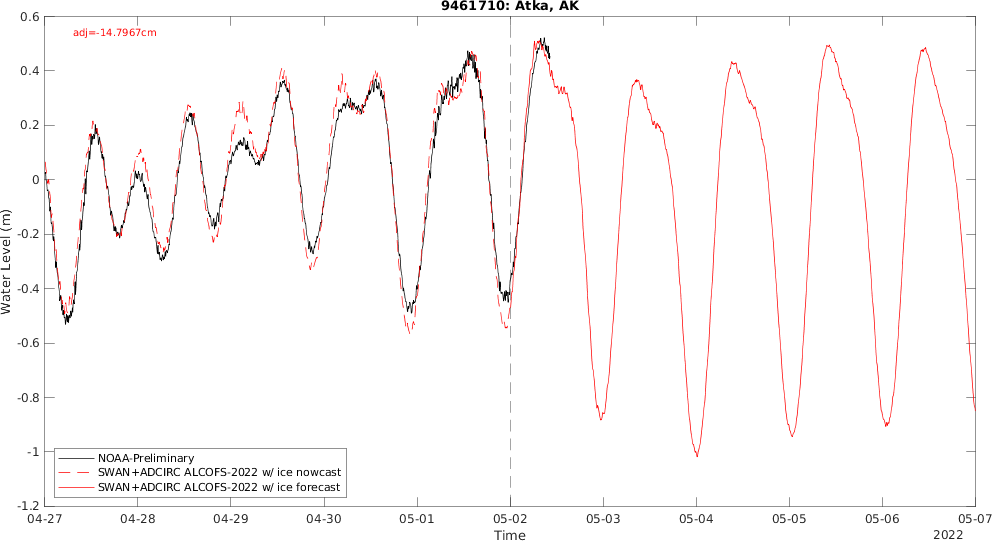 9461710: Atka, AK
adj=-14.7967cm
0.6
0.4
0.2
0
-0.2
-0.4
-0.6
-0.8
-1
-1.2
Water Level (m)
NOAA-Preliminary
SWAN+ADCIRC ALCOFS-2022 w/ ice nowcast
SWAN+ADCIRC ALCOFS-2022 w/ ice forecast
04-27 04-28 04-29 04-30 05-01 05-02 05-03 05-04 05-05 05-06 05-07
Time
2022